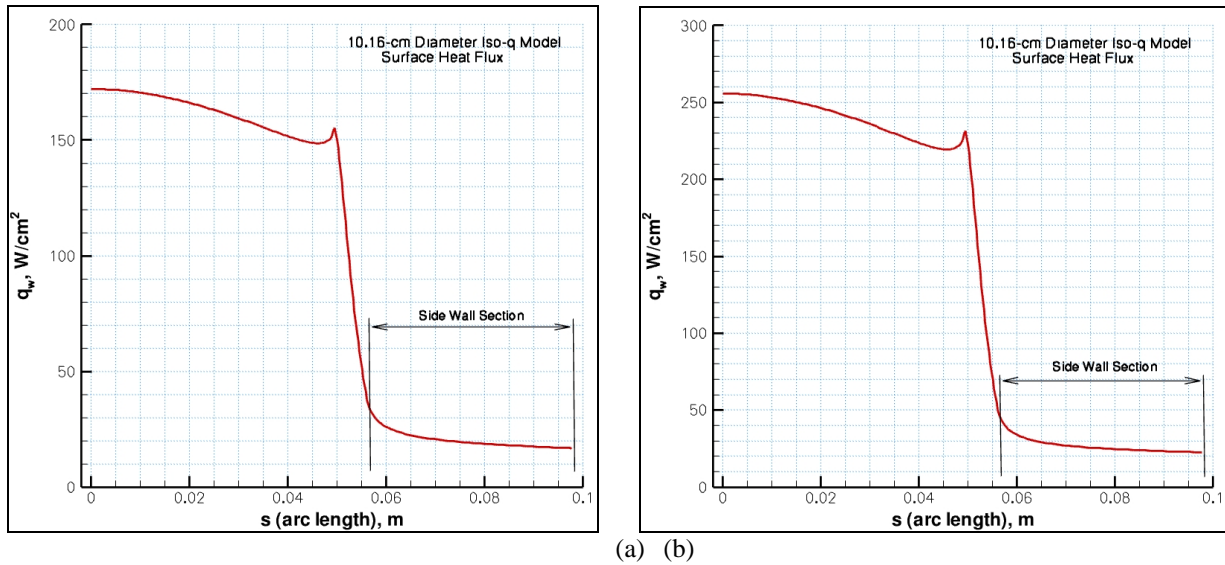 200
150
100
50
0
q_w, W/cm²
10.16-cm Diameter Iso-q Model
Surface Heat Flux
Side Wall Section
0 0.02 0.04 0.06 0.08 0.1
s (arc length), m
300
250
200
150
100
50
0
q_w, W/cm²
10.16-cm Diameter Iso-q Model
Surface Heat Flux
Side Wall Section
0 0.02 0.04 0.06 0.08 0.1
s (arc length), m
(a) (b)